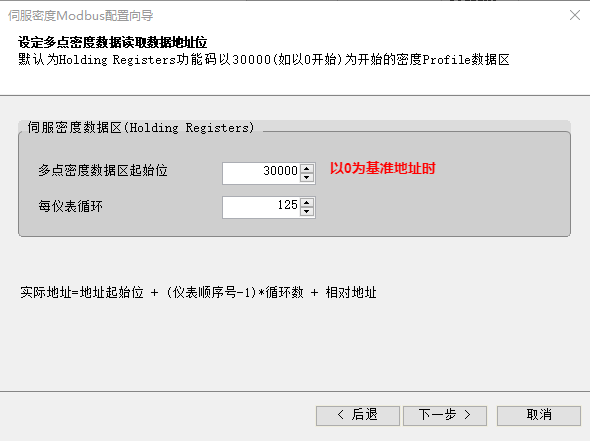 伺服密度Modbus配置向导
设定多点密度数据读取数据地址位
默认为Holding Registers功能码以30000(如以0开始)为开始的密度Profile数据区
伺服密度数据区(Holding Registers)
多点密度数据区起始位 30000 以0为基准地址时
每仪表循环 125
实际地址=地址起始位 + (仪表顺序号-1)*循环数 + 相对地址
< 后退 下一步 > 取消